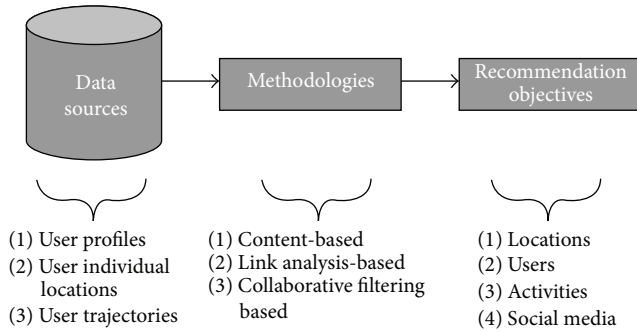 Data
sources
Methodologies
Recommendation
objectives
(1) User profiles
(2) User individual
locations
(3) User trajectories
(1) Content-based
(2) Link analysis-based
(3) Collaborative filtering
based
(1) Locations
(2) Users
(3) Activities
(4) Social media